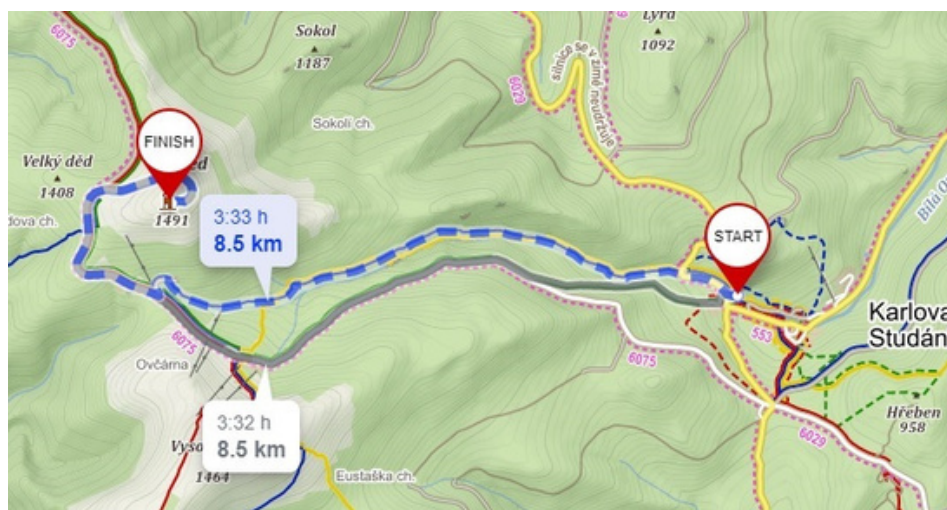 6075
Sokol
1187
Lyra
1092
6029
silnice se v zimě neudržuje
6029
Sokolí ch.
FINISH
1491
Velký děd
1408
dova ch.
3:33 h
8.5 km
START
Bílá
Karlova
Studán
553
6075
6075
Ovčárna
3:32 h
8.5 km
Vyso
1464
Eustaška ch.
6029
Hřeben
958